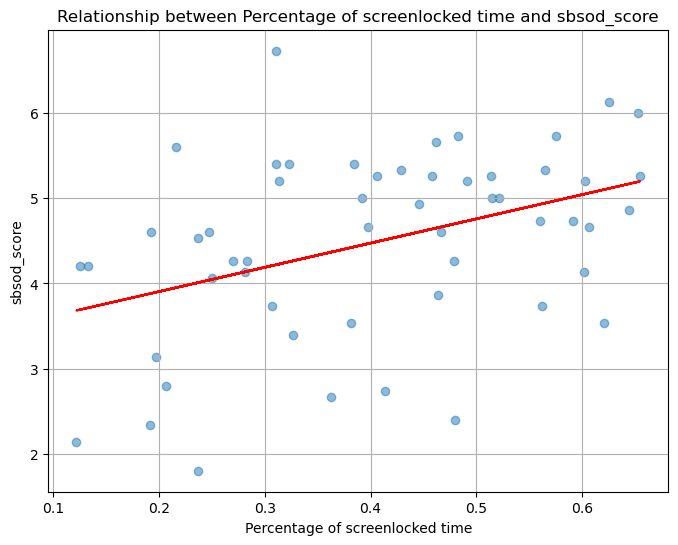 Relationship between Percentage of screenlocked time and sbsod_score
sbsod_score
6
5
4
3
2
0.1 0.2 0.3 0.4 0.5 0.6
Percentage of screenlocked time